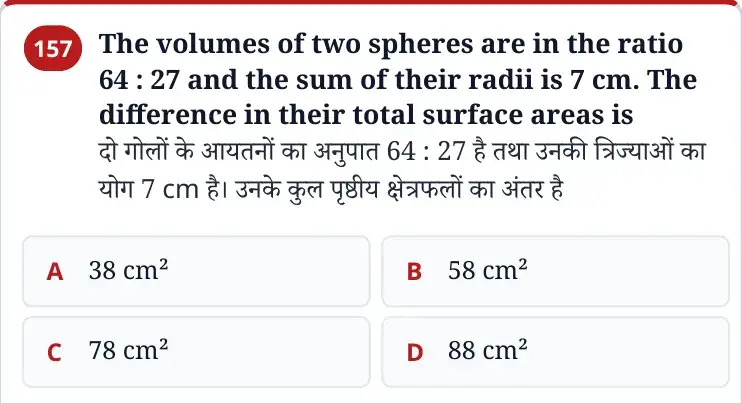 157 The volumes of two spheres are in the ratio
64 : 27 and the sum of their radii is 7 cm. The
difference in their total surface areas is
दो गोलों के आयतनों का अनुपात 64 : 27 है तथा उनकी त्रिज्याओं का
योग 7 cm है। उनके कुल पृष्ठीय क्षेत्रफलों का अंतर है
A 38 cm² B 58 cm²
C 78 cm² D 88 cm²